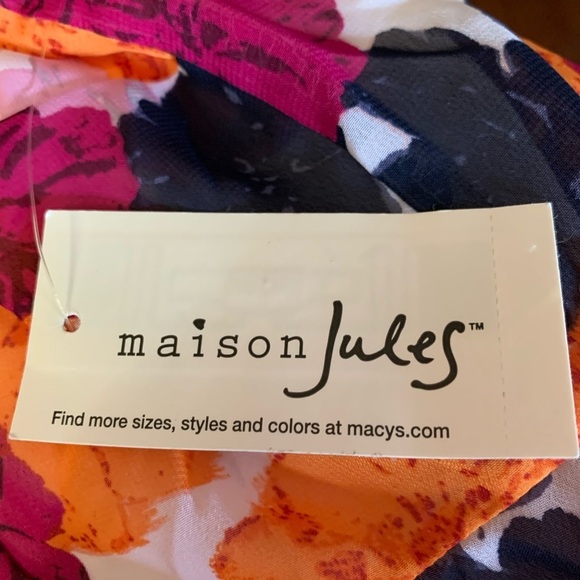 maison Jules™
Find more sizes, styles and colors at macys.com